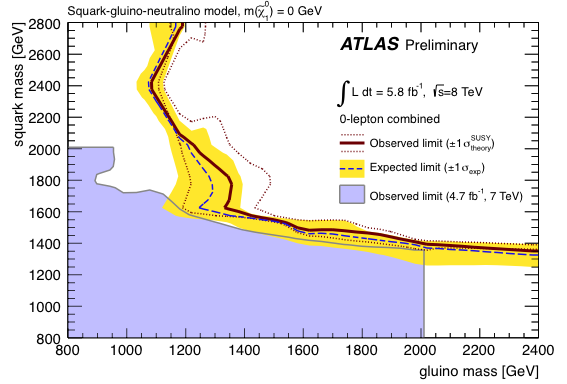 Squark-gluino-neutralino model, m(χ̃₁⁰) = 0 GeV
squark mass [GeV]
2800
2600
2400
2200
2000
1800
1600
1400
1200
1000
800
ATLAS Preliminary
∫ L dt = 5.8 fb⁻¹, √s=8 TeV
0-lepton combined
Observed limit (±1 σ^SUSY_theory)
Expected limit (±1 σ_exp)
Observed limit (4.7 fb⁻¹, 7 TeV)
800 1000 1200 1400 1600 1800 2000 2200 2400
gluino mass [GeV]